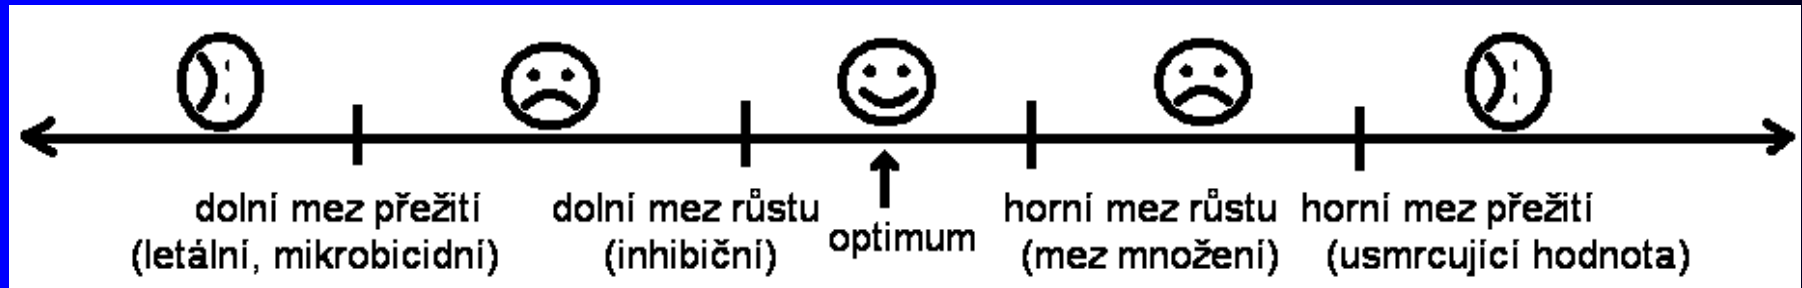 dolní mez přežití
(letální, mikrobicidní)
dolní mez růstu
(inhibiční)
optimum
horní mez růstu
(mez množení)
horní mez přežití
(usmrcující hodnota)